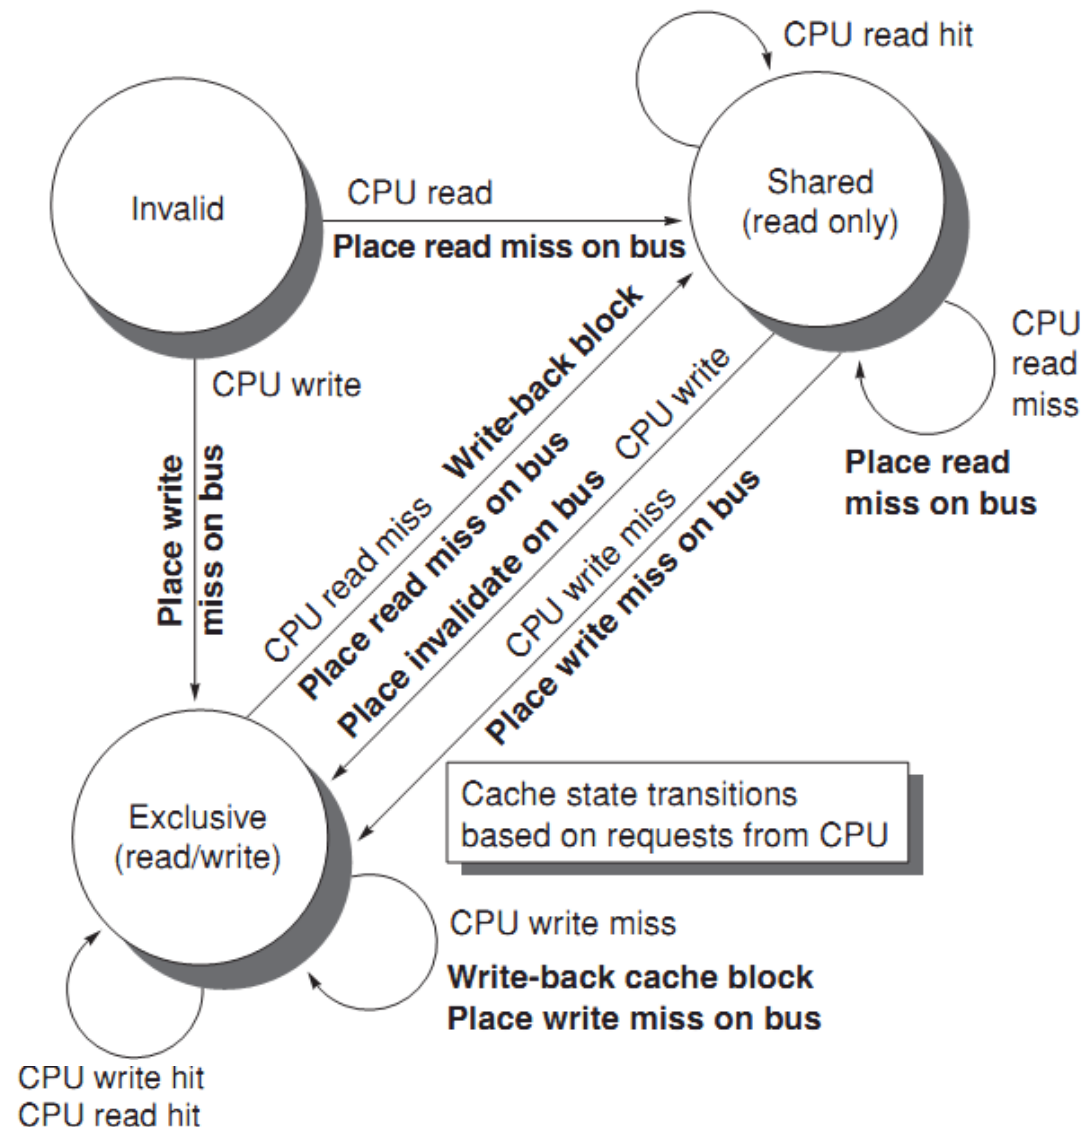 CPU read hit
Invalid
Shared
(read only)
CPU read
Place read miss on bus
CPU
read
miss
Place read
miss on bus
CPU write
Place write
miss on bus
CPU read miss
Write-back block
Place read miss on bus
Place invalidate on bus
CPU write
CPU write miss
Place write miss on bus
Exclusive
(read/write)
Cache state transitions
based on requests from CPU
CPU write miss
Write-back cache block
Place write miss on bus
CPU write hit
CPU read hit